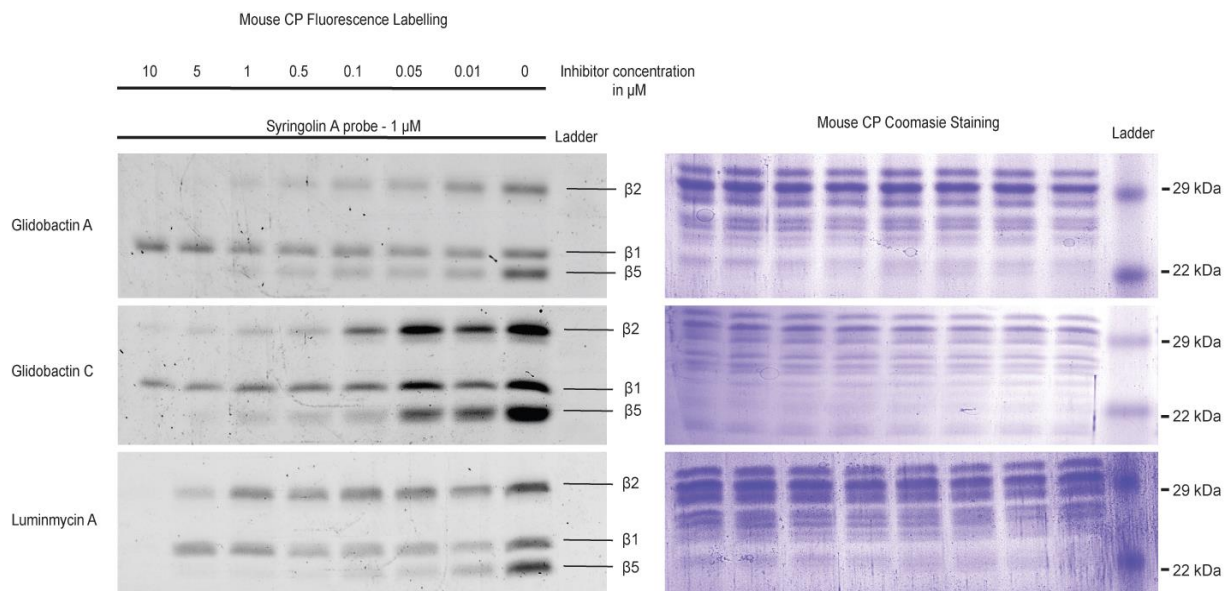 Mouse CP Fluorescence Labelling
10 5 1 0.5 0.1 0.05 0.01 0 Inhibitor concentration
in µM
Syringolin A probe - 1 µM
Ladder
Mouse CP Coomasie Staining
Ladder
Glidobactin A
β2
β1
β5
29 kDa
22 kDa
Glidobactin C
β2
β1
β5
29 kDa
22 kDa
Luminmycin A
β2
β1
β5
29 kDa
22 kDa